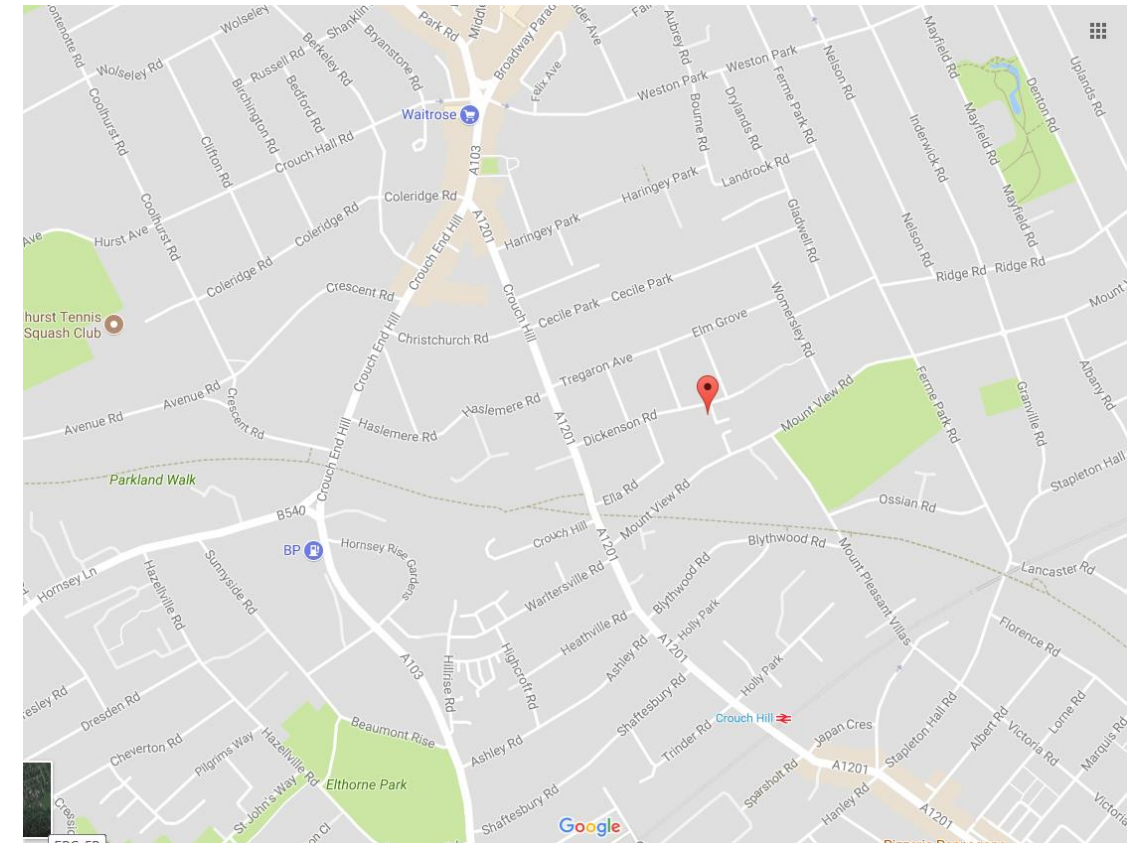 Wolseley
Shanklin
Park Rd
Middle
Broadway Parad
Aubrey Rd
Mayfield Rd
Uplands Rd
Wolseley Rd
Russell Rd
Berkeley Rd
Bryanstone Rd
Felix Ave
Weston Park
Weston Park
Ferme Park Rd
Nelson Rd
Denton Rd
Birchington Rd
Bedford Rd
Waitrose
Bourne Rd
Drylands Rd
Inderwick Rd
Mayfield Rd
Coolhurst Rd
Clifton Rd
Crouch Hall Rd
A103
Landrock Rd
Haringey Park
Coleridge Rd
Mayfield Rd
Coolhurst Rd
Hurst Ave
Coleridge Rd
A1201
Haringey Park
Gladwell Rd
Nelson Rd
Ave
Coleridge Rd
Crouch End Hill
Ridge Rd
Ridge Rd
Crescent Rd
Crouch Hill
Cecile Park
Cecile Park
Womersley Rd
Mount
hurst Tennis
Squash Club
Christchurch Rd
Elm Grove
Crouch End Hill
Tregaron Ave
Avenue Rd
Avenue Rd
Crescent Rd
Haslemere Rd
Haslemere Rd
A1201
Dickenson Rd
Mount View Rd
Ferme Park Rd
Granville Rd
Albany Rd
Crouch End Hill
Parkland Walk
Stapleton Hall
B540
Ella Rd
Mount View Rd
Ossian Rd
BP
Hornsey Rise Gardens
Crouch Hill
A1201
Blythwood Rd
Mount Pleasant Villas
Lancaster Rd
Hornsey Ln
Hazellville Rd
Sunnyside Rd
Warltersville Rd
Blythwood Rd
Holly Park
Florence Rd
Heathville Rd
A1201
A103
Hillrise Rd
Highcroft Rd
Ashley Rd
Holly Park
Dresden Rd
Shaftesbury Rd
Stapleton Hall Rd
Albert Rd
Lorne Rd
Marquis Rd
Crouch Hill
Japan Cres
Victoria Rd
Beaumont Rise
Cheverton Rd
Pilgrims Way
Hazellville Rd
Ashley Rd
Trinder Rd
A1201
Elthorne Park
Sparsholt Rd
St John's Way
Shaftesbury Rd
Hanley Rd
A1201
Victoria
Google